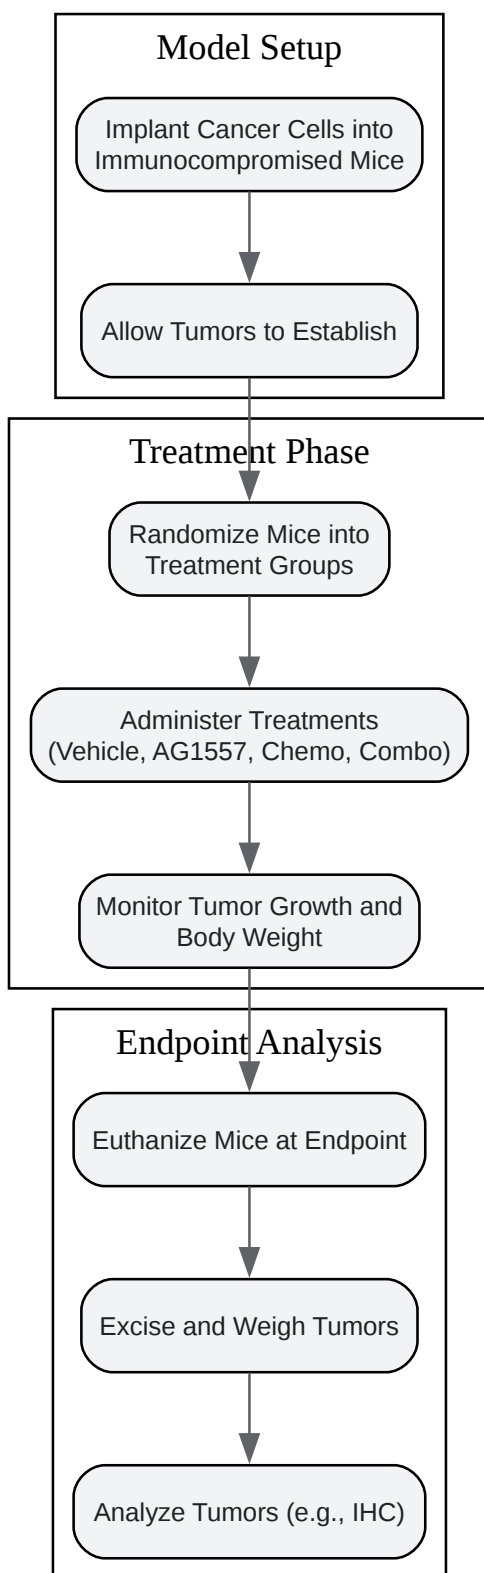 Model Setup
Implant Cancer Cells into
Immunocompromised Mice
Allow Tumors to Establish
Treatment Phase
Randomize Mice into
Treatment Groups
Administer Treatments
(Vehicle, AG1557, Chemo, Combo)
Monitor Tumor Growth and
Body Weight
Endpoint Analysis
Euthanize Mice at Endpoint
Excise and Weigh Tumors
Analyze Tumors (e.g., IHC)